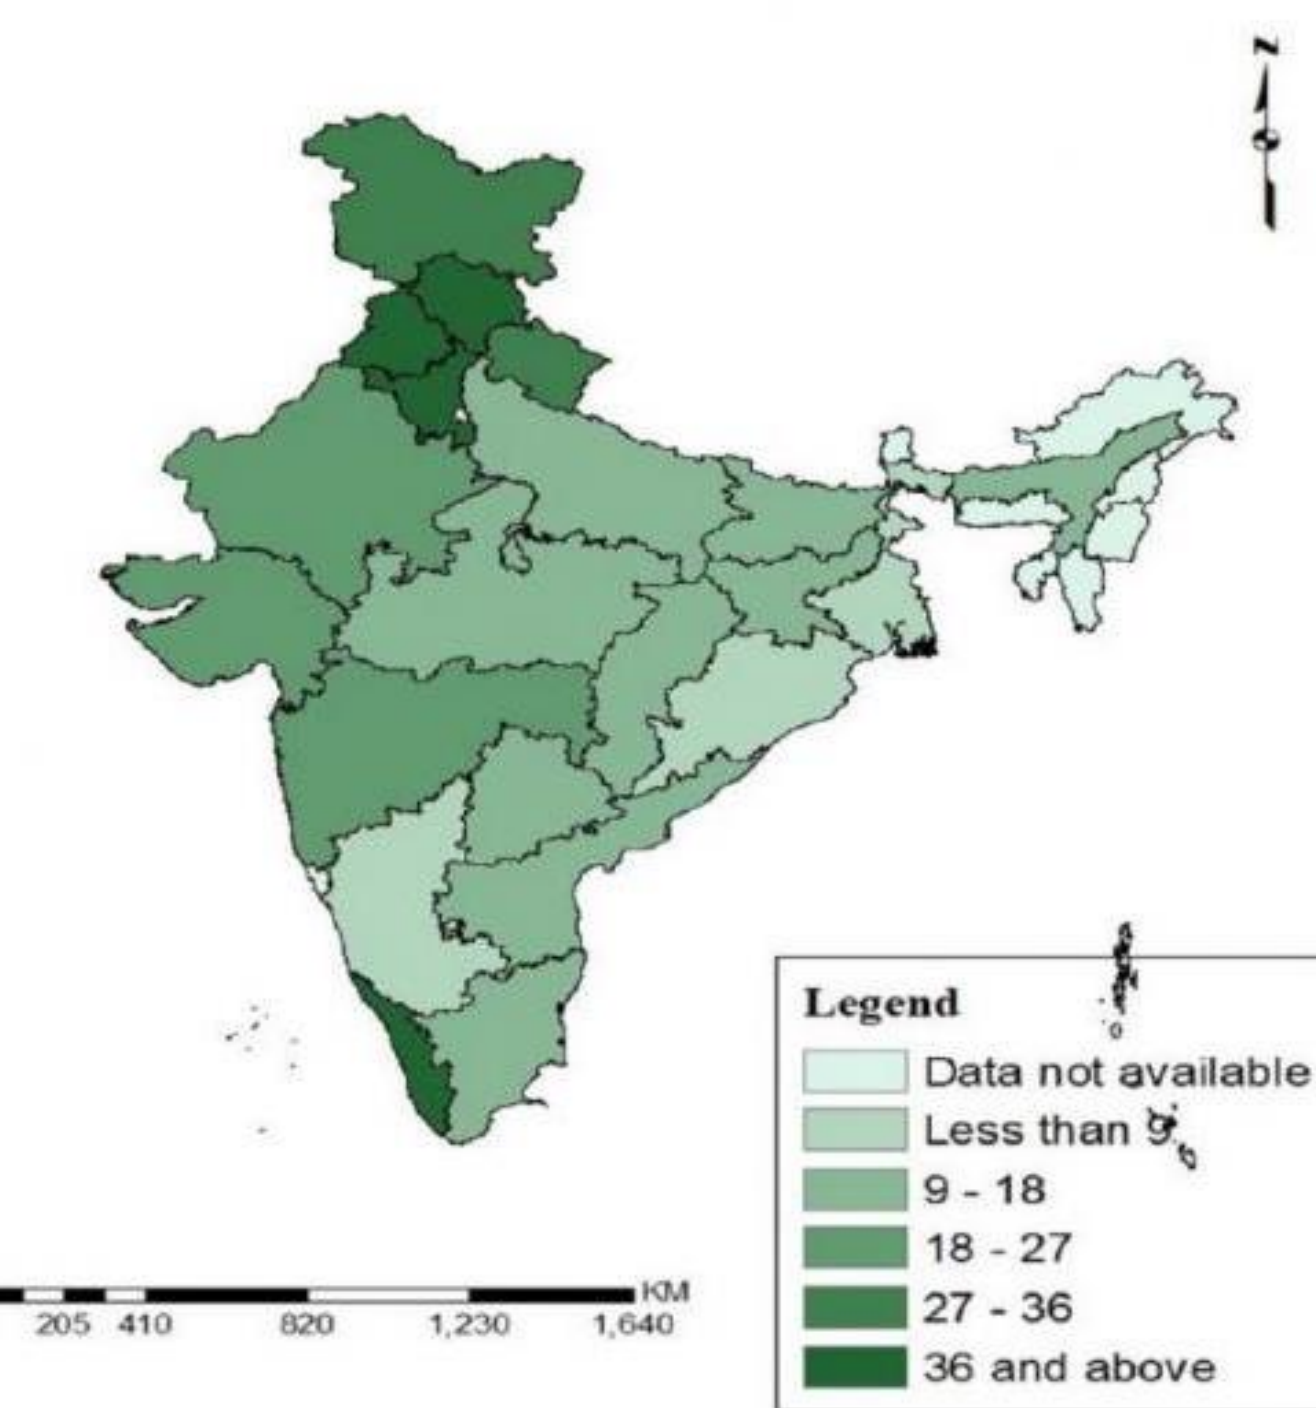 N
Legend
Data not available
Less than 9
9 - 18
18 - 27
27 - 36
36 and above
KM
205 410 820 1,230 1,640